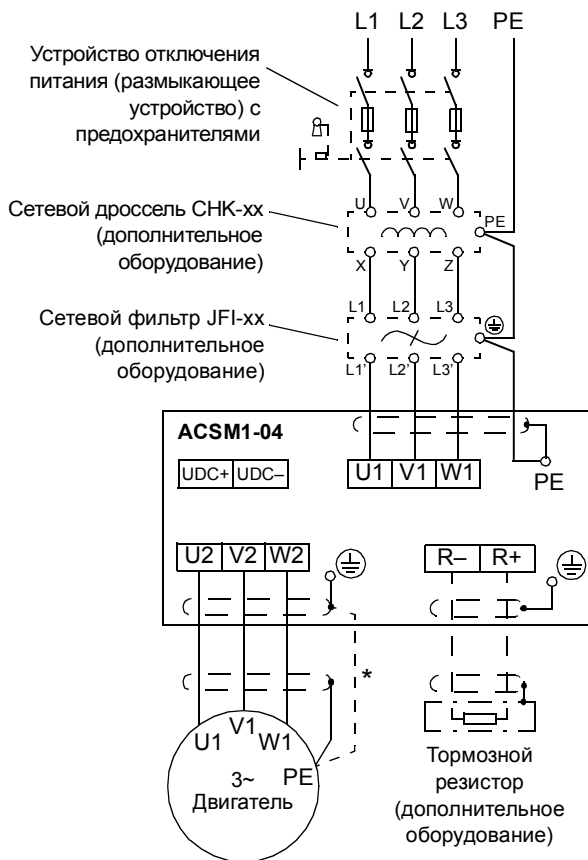 L1 L2 L3 PE
Устройство отключения
питания (размыкающее
устройство) с
предохранителями
U V W
Сетевой дроссель CHK-xx
(дополнительное
оборудование)
PE
X Y Z
L1 L2 L3
Сетевой фильтр JFI-xx
(дополнительное
оборудование)
L1' L2' L3'
ACSM1-04
UDC+ UDC–
U1 V1 W1
PE
U2 V2 W2
R– R+
*
U1 V1 W1
3~ PE
Двигатель
Тормозной
резистор
(дополнительное
оборудование)